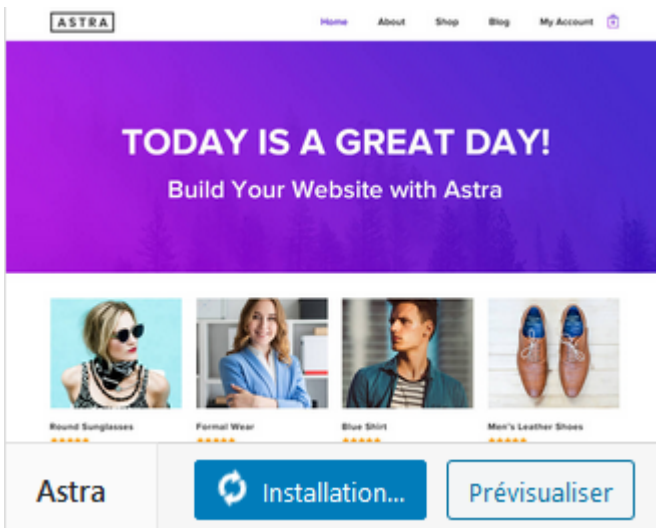 ASTRA
Home About Shop Blog My Account
TODAY IS A GREAT DAY!
Build Your Website with Astra
Round Sunglasses Formal Wear Blue Shirt Men's Leather Shoes
Astra Installation... Prévisualiser